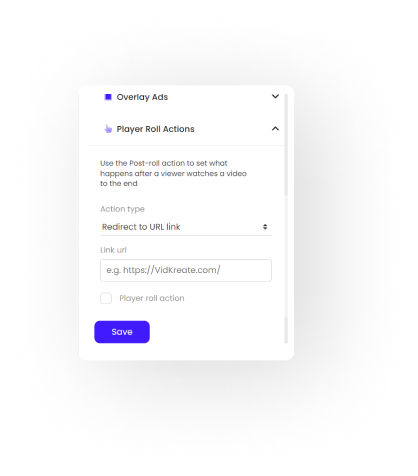 Overlay Ads
Player Roll Actions
Use the Post-roll action to set what
happens after a viewer watches a video
to the end
Action type
Redirect to URL link
Link url
e.g. https://VidKreate.com/
Player roll action
Save